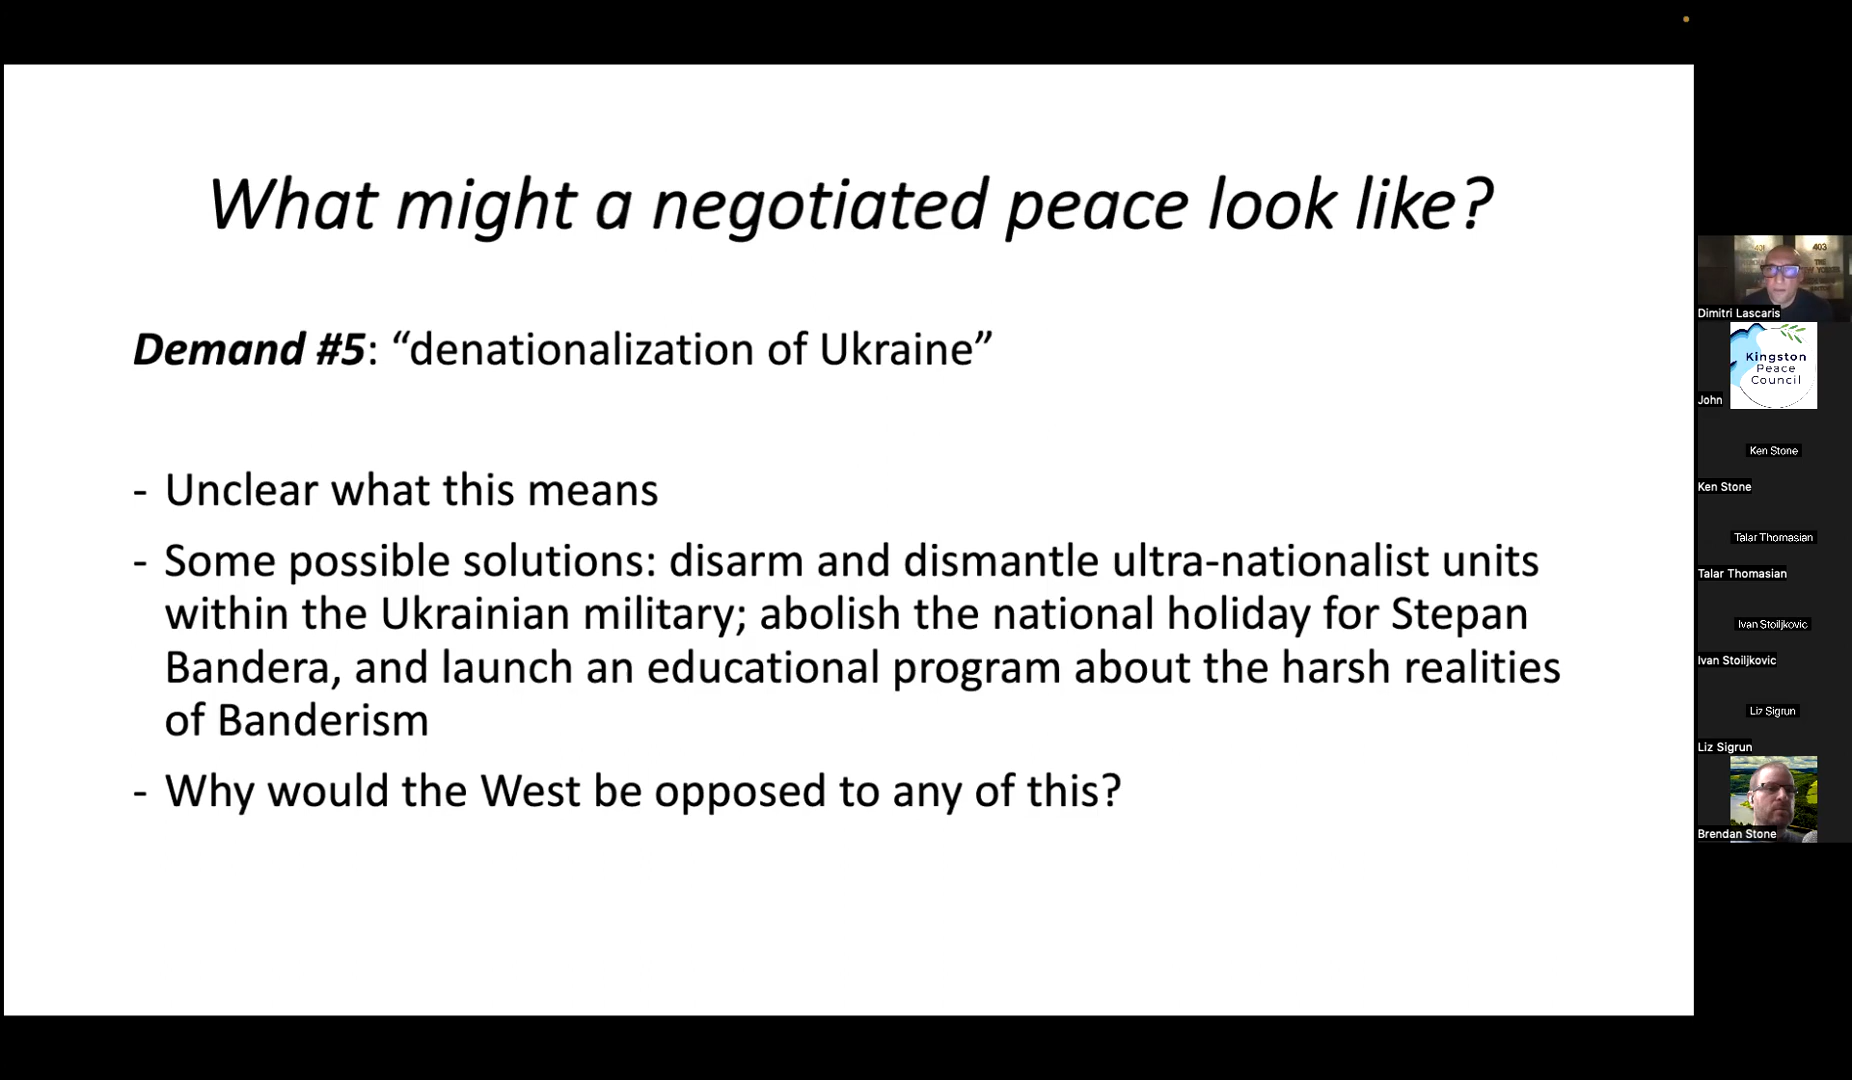 What might a negotiated peace look like?
Demand #5: “denationalization of Ukraine”
- Unclear what this means
- Some possible solutions: disarm and dismantle ultra-nationalist units
within the Ukrainian military; abolish the national holiday for Stepan
Bandera, and launch an educational program about the harsh realities
of Banderism
- Why would the West be opposed to any of this?
403
Dimitri Lascaris
Kingston
Peace
Council
John
Ken Stone
Ken Stone
Talar Thomasian
Talar Thomasian
Ivan Stoiljkovic
Ivan Stoiljkovic
Liz Sigrun
Liz Sigrun
Brendan Stone